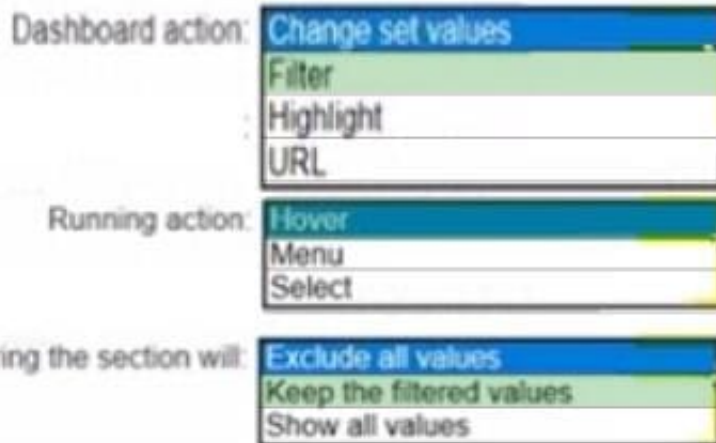 Dashboard action: Change set values
Filter
: Highlight
URL
Running action: Hover
Menu
Select
ring the section will: Exclude all values
Keep the filtered values
Show all values